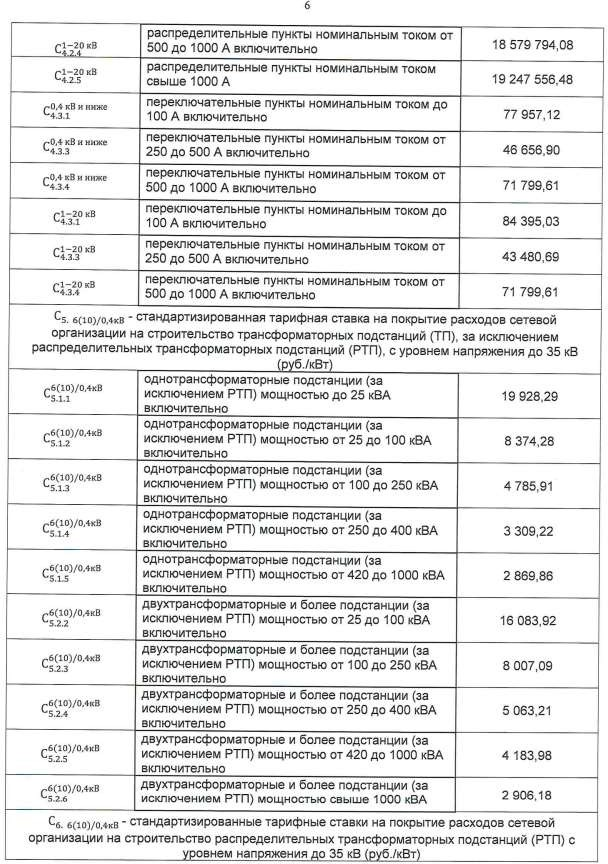 6
C 1−20 кВ 4.2.4 распределительные пункты номинальным током от
500 до 1000 А включительно 18 579 794,08
C 1−20 кВ 4.2.5 распределительные пункты номинальным током
свыше 1000 А 19 247 556,48
C 0,4 кВ и ниже 4.3.1 переключательные пункты номинальным током до
100 А включительно 77 957,12
C 0,4 кВ и ниже 4.3.3 переключательные пункты номинальным током от
250 до 500 А включительно 46 656,90
C 0,4 кВ и ниже 4.3.4 переключательные пункты номинальным током от
500 до 1000 А включительно 71 799,61
C 1−20 кВ 4.3.1 переключательные пункты номинальным током до
100 А включительно 84 395,03
C 1−20 кВ 4.3.3 переключательные пункты номинальным током от
250 до 500 А включительно 43 480,69
C 1−20 кВ 4.3.4 переключательные пункты номинальным током от
500 до 1000 А включительно 71 799,61
C5. 6(10)/0,4кВ - стандартизированная тарифная ставка на покрытие расходов сетевой
организации на строительство трансформаторных подстанций (ТП), за исключением
распределительных трансформаторных подстанций (РТП), с уровнем напряжения до 35 кВ
(руб./кВт)
C 6(10)/0,4кВ 5.1.1 однотрансформаторные подстанции (за
исключением РТП) мощностью до 25 кВА
включительно 19 928,29
C 6(10)/0,4кВ 5.1.2 однотрансформаторные подстанции (за
исключением РТП) мощностью от 25 до 100 кВА
включительно 8 374,28
C 6(10)/0,4кВ 5.1.3 однотрансформаторные подстанции (за
исключением РТП) мощностью от 100 до 250 кВА
включительно 4 785,91
C 6(10)/0,4кВ 5.1.4 однотрансформаторные подстанции (за
исключением РТП) мощностью от 250 до 400 кВА
включительно 3 309,22
C 6(10)/0,4кВ 5.1.5 однотрансформаторные подстанции (за
исключением РТП) мощностью от 420 до 1000 кВА
включительно 2 869,86
C 6(10)/0,4кВ 5.2.2 двухтрансформаторные и более подстанции (за
исключением РТП) мощностью от 25 до 100 кВА
включительно 16 083,92
C 6(10)/0,4кВ 5.2.3 двухтрансформаторные и более подстанции (за
исключением РТП) мощностью от 100 до 250 кВА
включительно 8 007,09
C 6(10)/0,4кВ 5.2.4 двухтрансформаторные и более подстанции (за
исключением РТП) мощностью от 250 до 400 кВА
включительно 5 063,21
C 6(10)/0,4кВ 5.2.5 двухтрансформаторные и более подстанции (за
исключением РТП) мощностью от 420 до 1000 кВА
включительно 4 183,98
C 6(10)/0,4кВ 5.2.6 двухтрансформаторные и более подстанции (за
исключением РТП) мощностью свыше 1000 кВА 2 906,18
C6. 6(10)/0,4кВ - стандартизированные тарифные ставки на покрытие расходов сетевой
организации на строительство распределительных трансформаторных подстанций (РТП) с
уровнем напряжения до 35 кВ (руб./кВт)